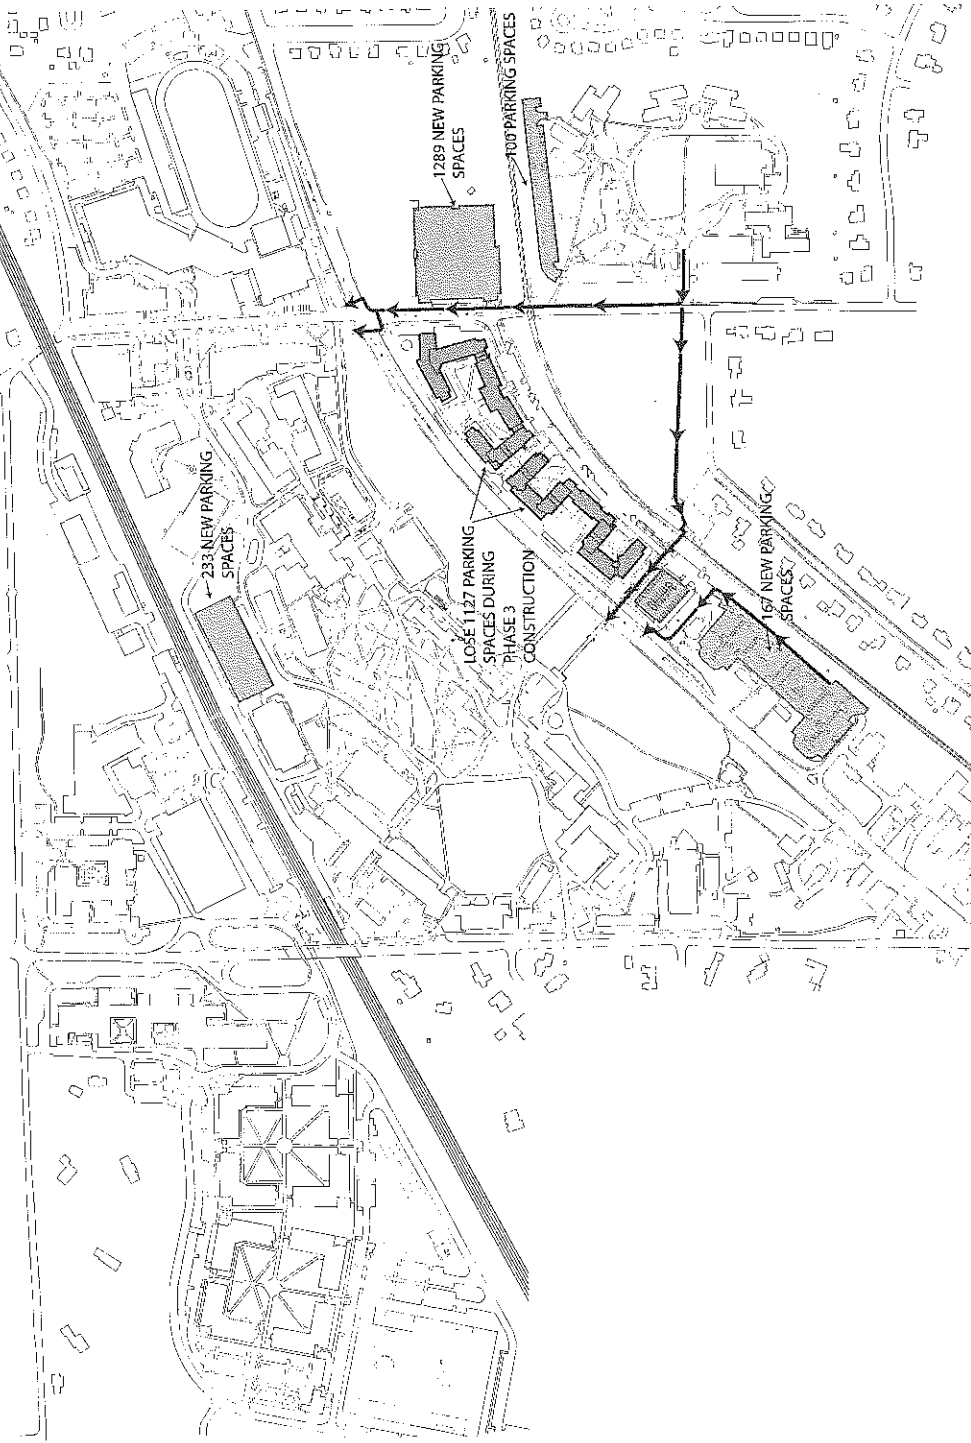 1289 NEW PARKING
SPACES
100 PARKING SPACES
233 NEW PARKING
SPACES
LOSE 1127 PARKING
SPACES DURING
PHASE 3
CONSTRUCTION
167 NEW PARKING
SPACES